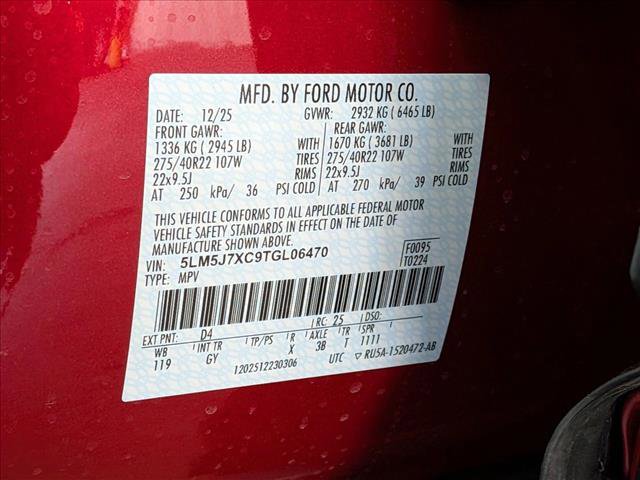 MFD. BY FORD MOTOR CO.
DATE: 12/25 GVWR: 2932 KG ( 6465 LB)
FRONT GAWR: REAR GAWR:
1336 KG ( 2945 LB) WITH 1670 KG ( 3681 LB) WITH
275/40R22 107W TIRES 275/40R22 107W TIRES
22x9.5J RIMS 22x9.5J RIMS
AT 250 kPa/ 36 PSI COLD AT 270 kPa/ 39 PSI COLD
THIS VEHICLE CONFORMS TO ALL APPLICABLE FEDERAL MOTOR
VEHICLE SAFETY STANDARDS IN EFFECT ON THE DATE OF
MANUFACTURE SHOWN ABOVE.
VIN: 5LM5J7XC9TGL06470 F0095
TYPE: MPV T0224
EXT PNT: D4 RC: 25 DSO:
WB INT TR TP/PS R AXLE TR SPR
119 GY X 3B T 1111
1202512230306 UTC ▽ RU5A-1520472-AB